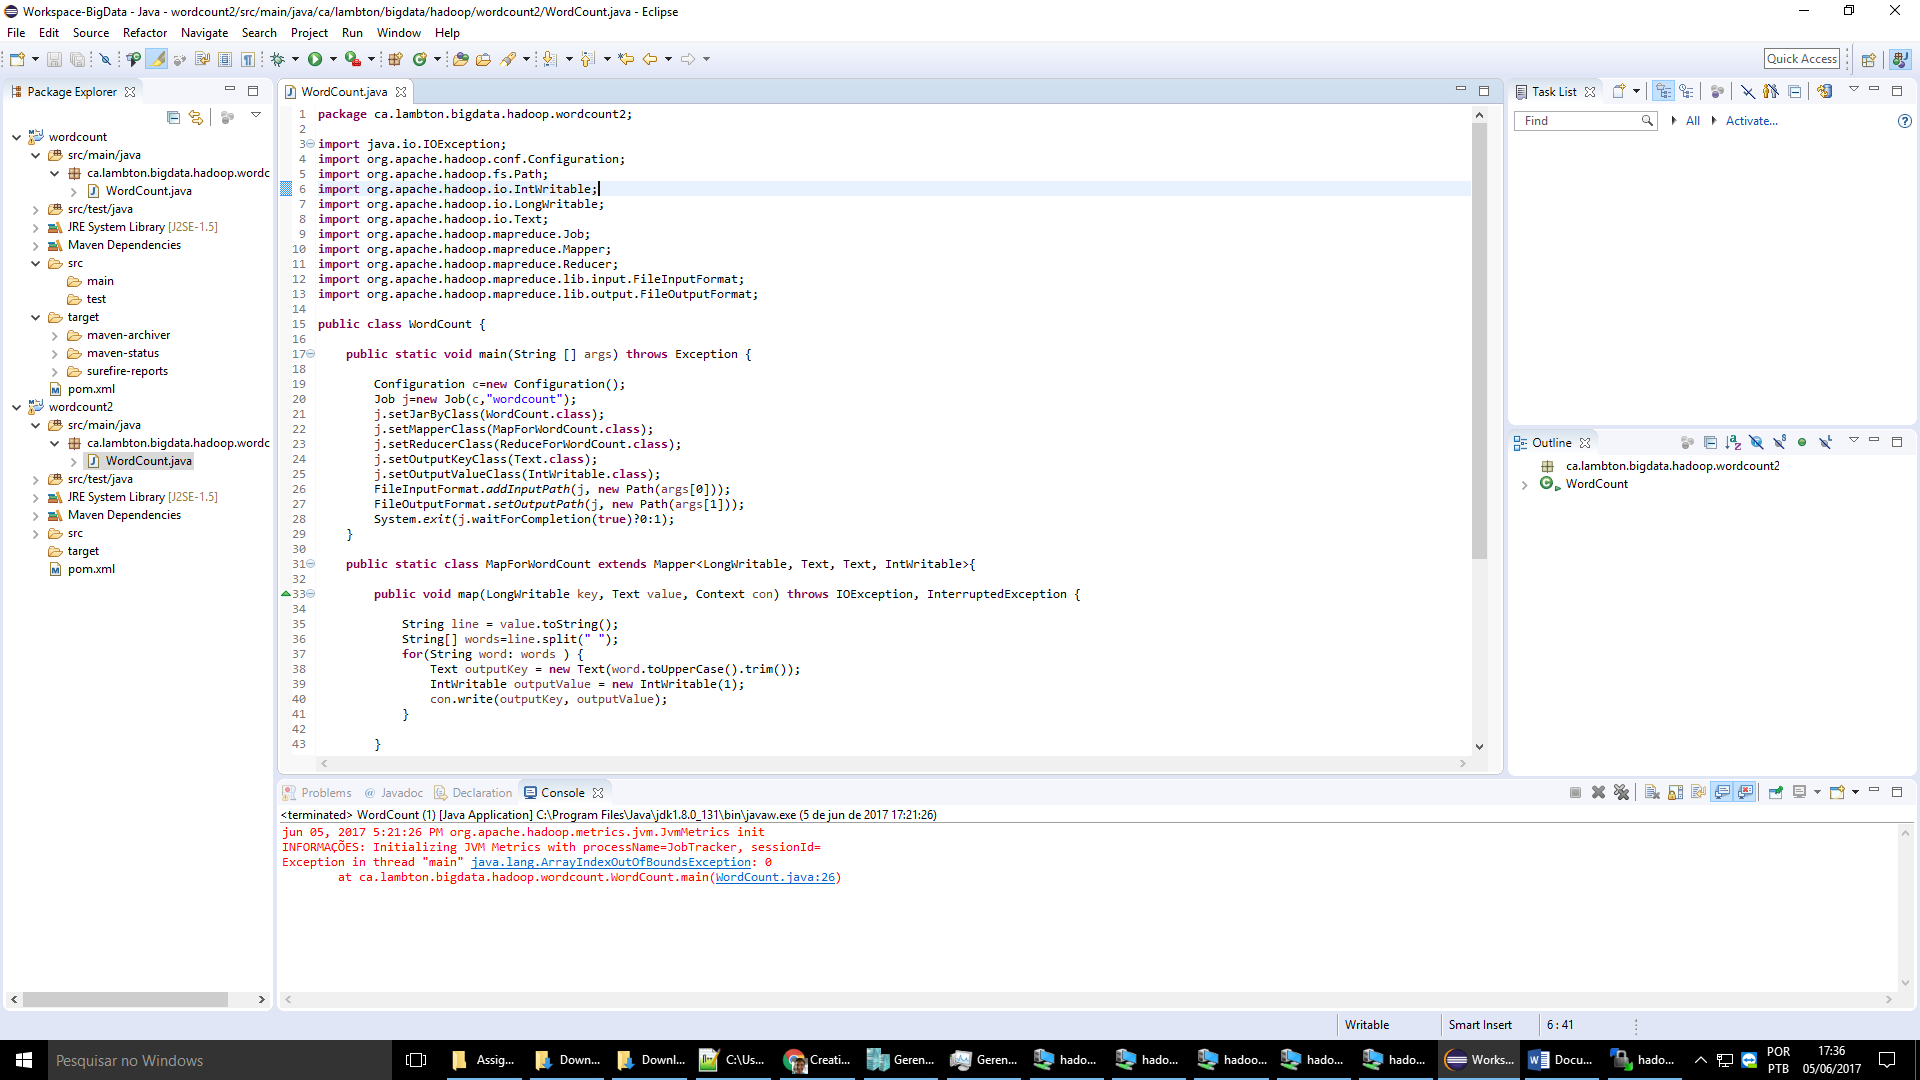 Workspace-BigData - Java - wordcount2/src/main/java/ca/lambton/bigdata/hadoop/wordcount2/WordCount.java - Eclipse
File Edit Source Refactor Navigate Search Project Run Window Help
Quick Access
Package Explorer
wordcount
src/main/java
ca.lambton.bigdata.hadoop.wordc
WordCount.java
src/test/java
JRE System Library [J2SE-1.5]
Maven Dependencies
src
main
test
target
maven-archiver
maven-status
surefire-reports
pom.xml
wordcount2
src/main/java
ca.lambton.bigdata.hadoop.wordc
WordCount.java
src/test/java
JRE System Library [J2SE-1.5]
Maven Dependencies
src
target
pom.xml
WordCount.java
1 package ca.lambton.bigdata.hadoop.wordcount2;
2
3 import java.io.IOException;
4 import org.apache.hadoop.conf.Configuration;
5 import org.apache.hadoop.fs.Path;
6 import org.apache.hadoop.io.IntWritable;
7 import org.apache.hadoop.io.LongWritable;
8 import org.apache.hadoop.io.Text;
9 import org.apache.hadoop.mapreduce.Job;
10 import org.apache.hadoop.mapreduce.Mapper;
11 import org.apache.hadoop.mapreduce.Reducer;
12 import org.apache.hadoop.mapreduce.lib.input.FileInputFormat;
13 import org.apache.hadoop.mapreduce.lib.output.FileOutputFormat;
14
15 public class WordCount {
16
17 public static void main(String [] args) throws Exception {
18
19 Configuration c=new Configuration();
20 Job j=new Job(c,"wordcount");
21 j.setJarByClass(WordCount.class);
22 j.setMapperClass(MapForWordCount.class);
23 j.setReducerClass(ReduceForWordCount.class);
24 j.setOutputKeyClass(Text.class);
25 j.setOutputValueClass(IntWritable.class);
26 FileInputFormat.addInputPath(j, new Path(args[0]));
27 FileOutputFormat.setOutputPath(j, new Path(args[1]));
28 System.exit(j.waitForCompletion(true)?0:1);
29 }
30
31 public static class MapForWordCount extends Mapper<LongWritable, Text, Text, IntWritable>{
32
33 public void map(LongWritable key, Text value, Context con) throws IOException, InterruptedException {
34
35 String line = value.toString();
36 String[] words=line.split(" ");
37 for(String word: words ) {
38 Text outputKey = new Text(word.toUpperCase().trim());
39 IntWritable outputValue = new IntWritable(1);
40 con.write(outputKey, outputValue);
41 }
42
43 }
Task List
Find
All
Activate...
Outline
ca.lambton.bigdata.hadoop.wordcount2
WordCount
Problems @ Javadoc Declaration Console
<terminated> WordCount (1) [Java Application] C:\Program Files\Java\jdk1.8.0_131\bin\javaw.exe (5 de jun de 2017 17:21:26)
jun 05, 2017 5:21:26 PM org.apache.hadoop.metrics.jvm.JvmMetrics init
INFORMAÇÕES: Initializing JVM Metrics with processName=JobTracker, sessionId=
Exception in thread "main" java.lang.ArrayIndexOutOfBoundsException: 0
at ca.lambton.bigdata.hadoop.wordcount.WordCount.main(WordCount.java:26)
Writable
Smart Insert
6 : 41
Pesquisar no Windows
Assig...
Down...
Downl...
C:\Us...
Creati...
Geren...
Geren...
hado...
hado...
hadoo...
hado...
hado...
Works...
Docu...
hado...
POR
PTB
17:36
05/06/2017